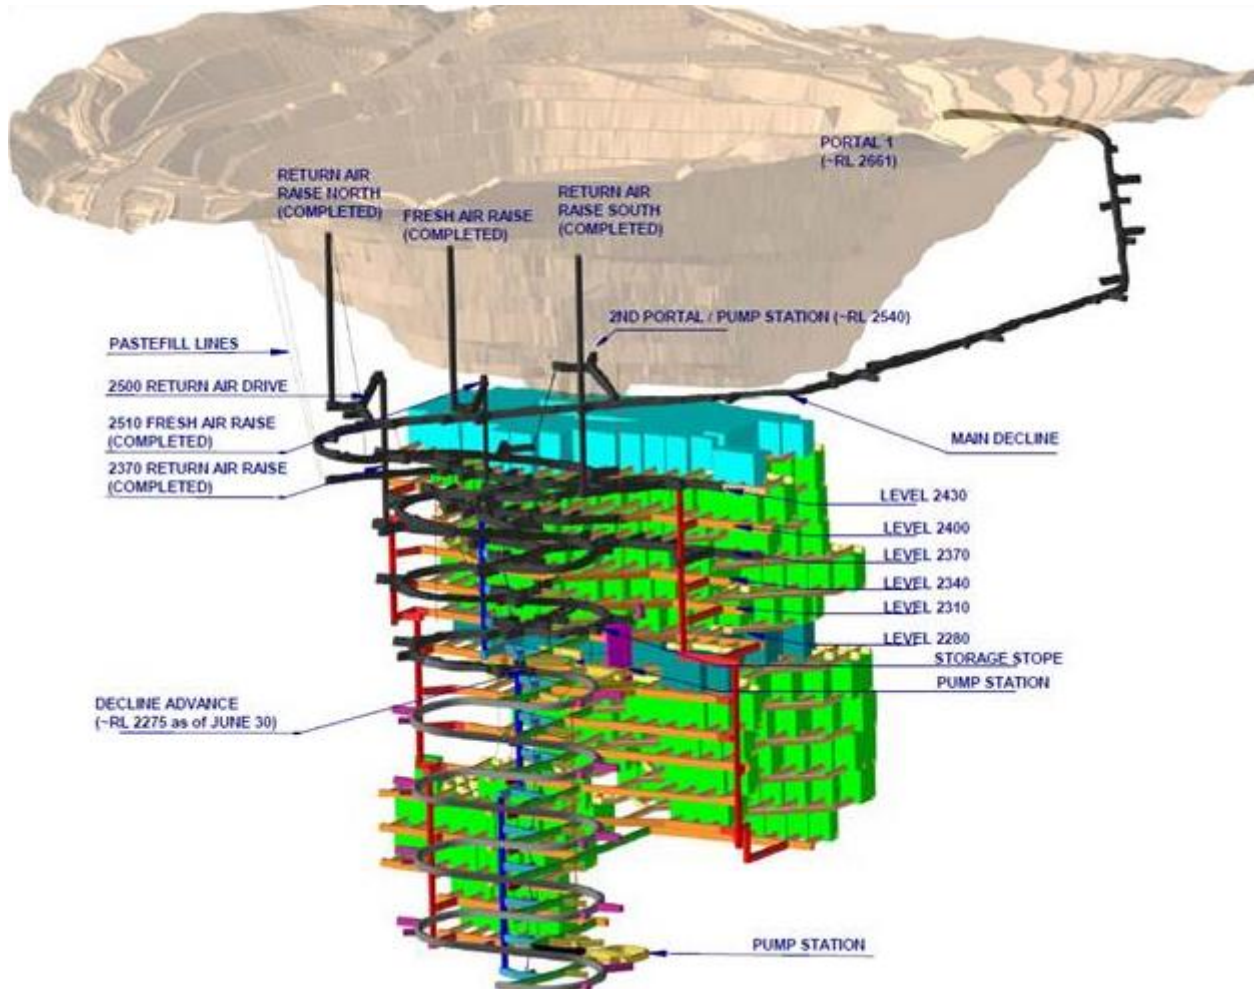 PORTAL 1
(~RL 2661)
RETURN AIR
RAISE NORTH
(COMPLETED)
FRESH AIR RAISE
(COMPLETED)
RETURN AIR
RAISE SOUTH
(COMPLETED)
2ND PORTAL / PUMP STATION (~RL 2540)
PASTEFILL LINES
2500 RETURN AIR DRIVE
2510 FRESH AIR RAISE
(COMPLETED)
2370 RETURN AIR RAISE
(COMPLETED)
MAIN DECLINE
LEVEL 2430
LEVEL 2400
LEVEL 2370
LEVEL 2340
LEVEL 2310
LEVEL 2280
STORAGE STOPE
PUMP STATION
DECLINE ADVANCE
(~RL 2275 as of JUNE 30)
PUMP STATION